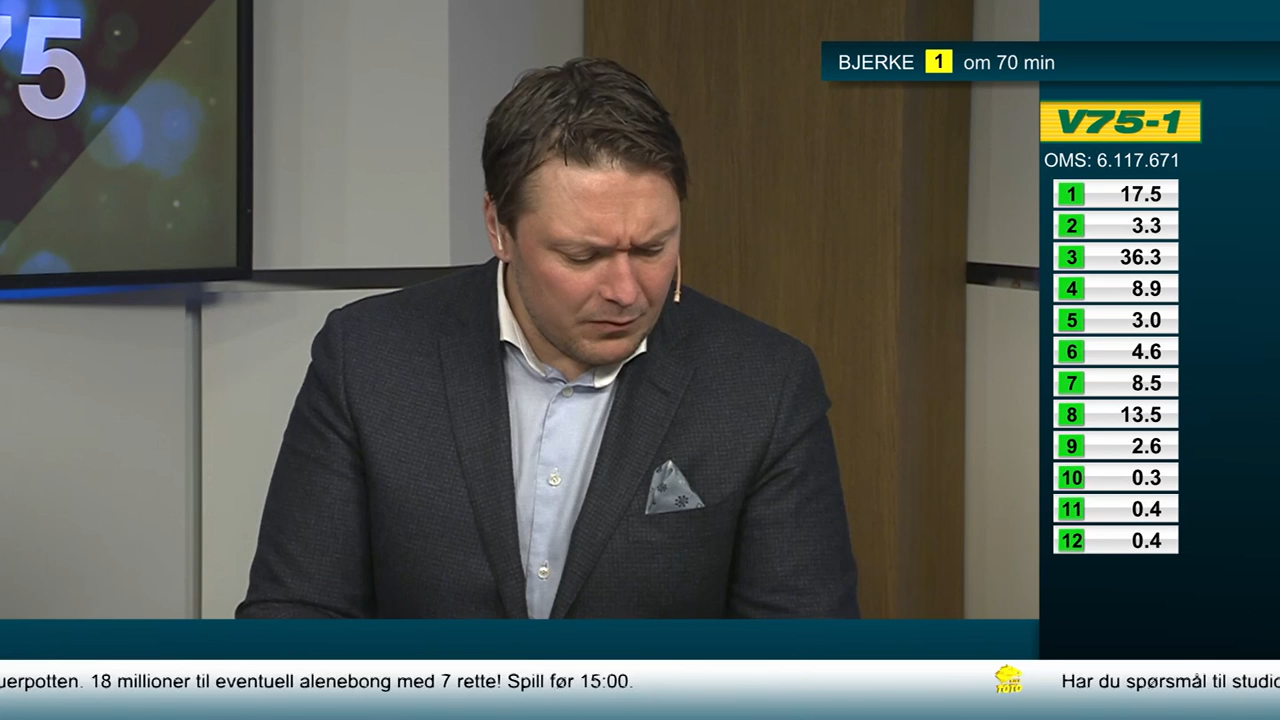 75
BJERKE 1 om 70 min
V75-1
OMS: 6.117.671
1 17.5
2 3.3
3 36.3
4 8.9
5 3.0
6 4.6
7 8.5
8 13.5
9 2.6
10 0.3
11 0.4
12 0.4
uerpotten. 18 millioner til eventuell enebong med 7 rette! Spill før 15:00.
TOTO
Har du spørsmål til studio